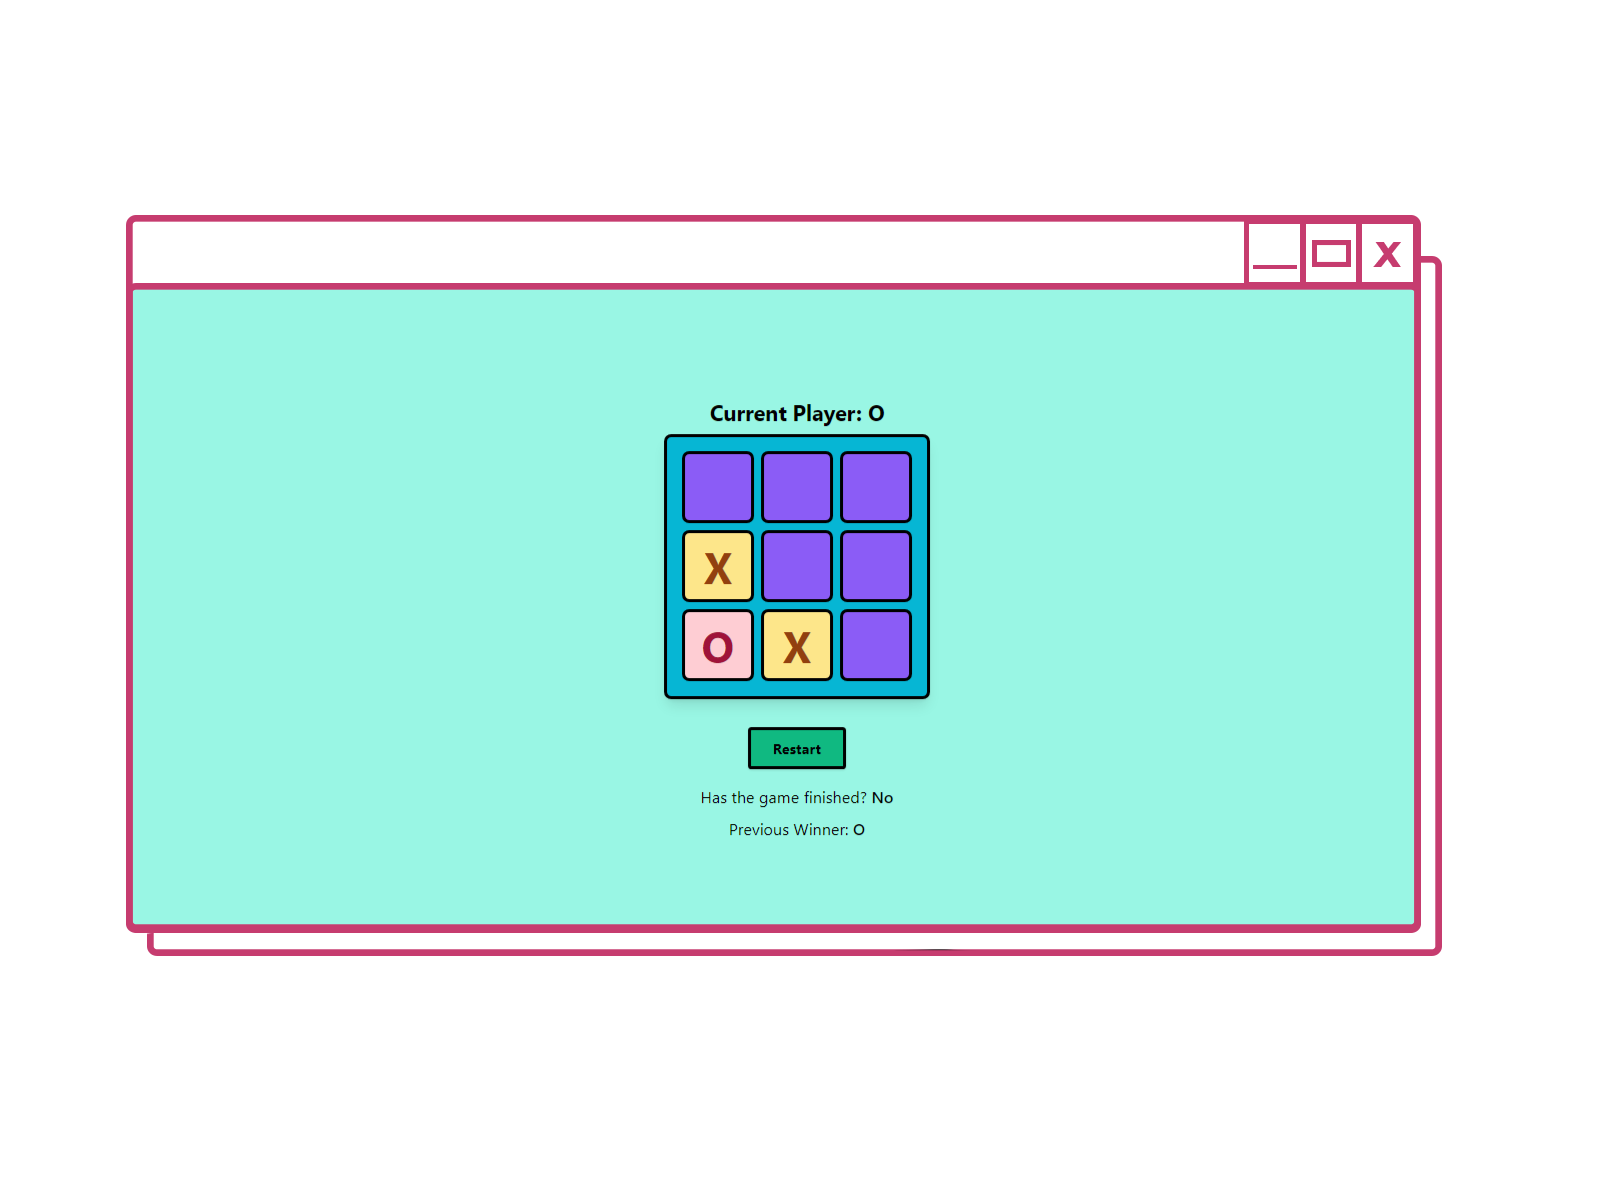 X
Current Player: O
X
O X
Restart
Has the game finished? No
Previous Winner: O